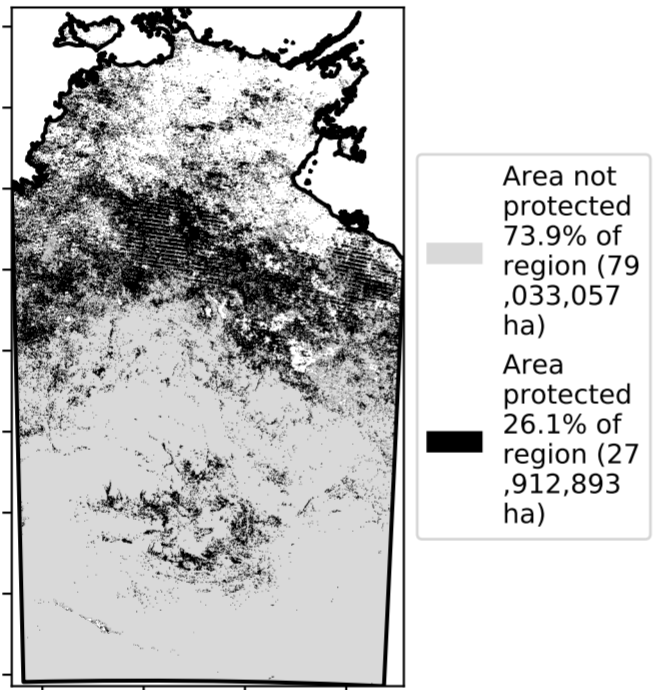 Area not
protected
73.9% of
region (79
,033,057
ha)
Area
protected
26.1% of
region (27
,912,893
ha)